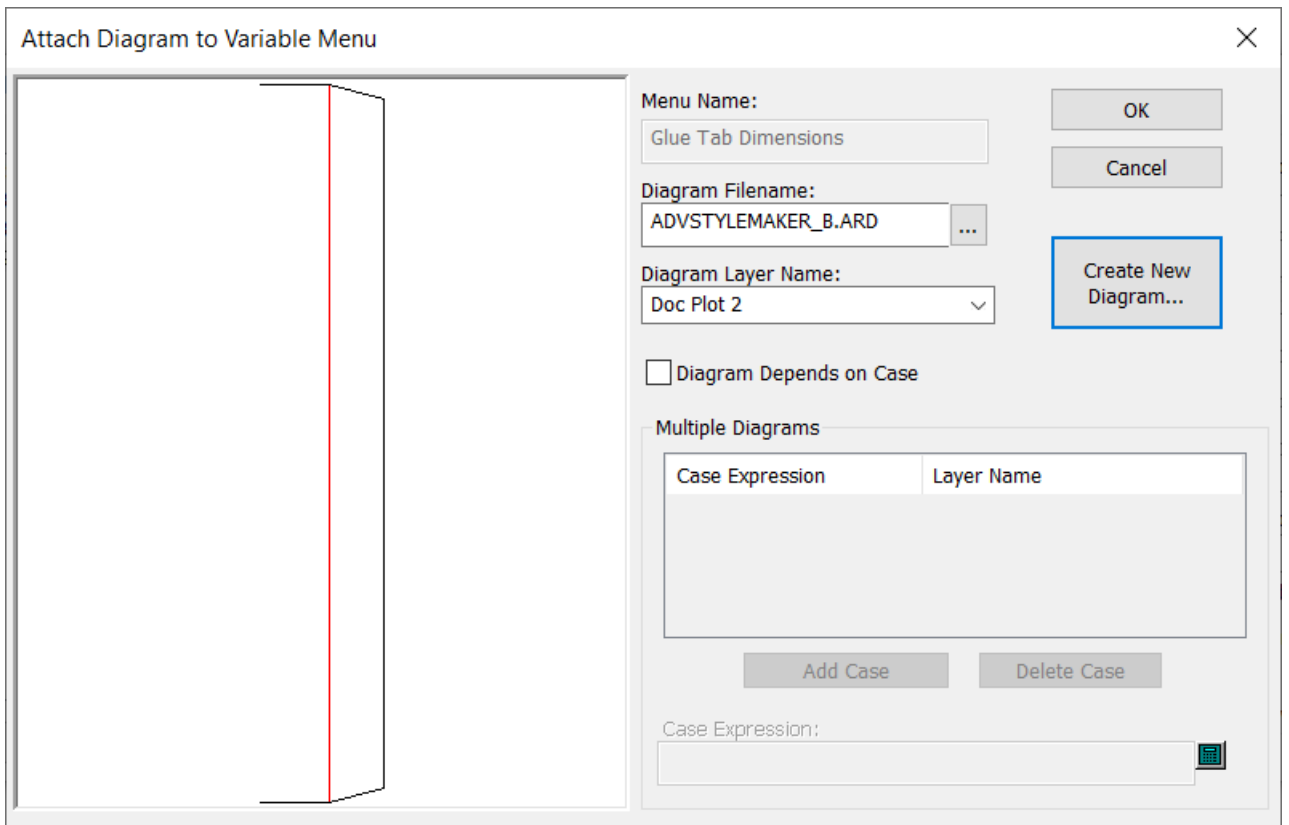 Attach Diagram to Variable Menu
Menu Name:
Glue Tab Dimensions
OK
Cancel
Diagram Filename:
ADVSTYLEMAKER_B.ARD
...
Diagram Layer Name:
Doc Plot 2
Create New
Diagram...
Diagram Depends on Case
Multiple Diagrams
Case Expression Layer Name
Add Case Delete Case
Case Expression: